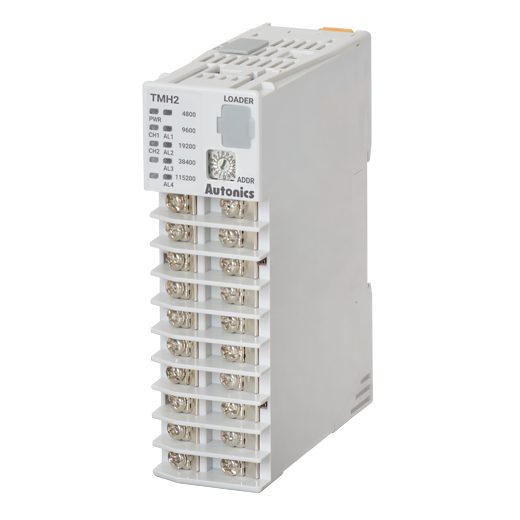 TMH2 LOADER
PWR 4800
CH1 AL1 9600
CH2 AL2 19200
AL3 38400
AL4 115200
ADDR
Autonics